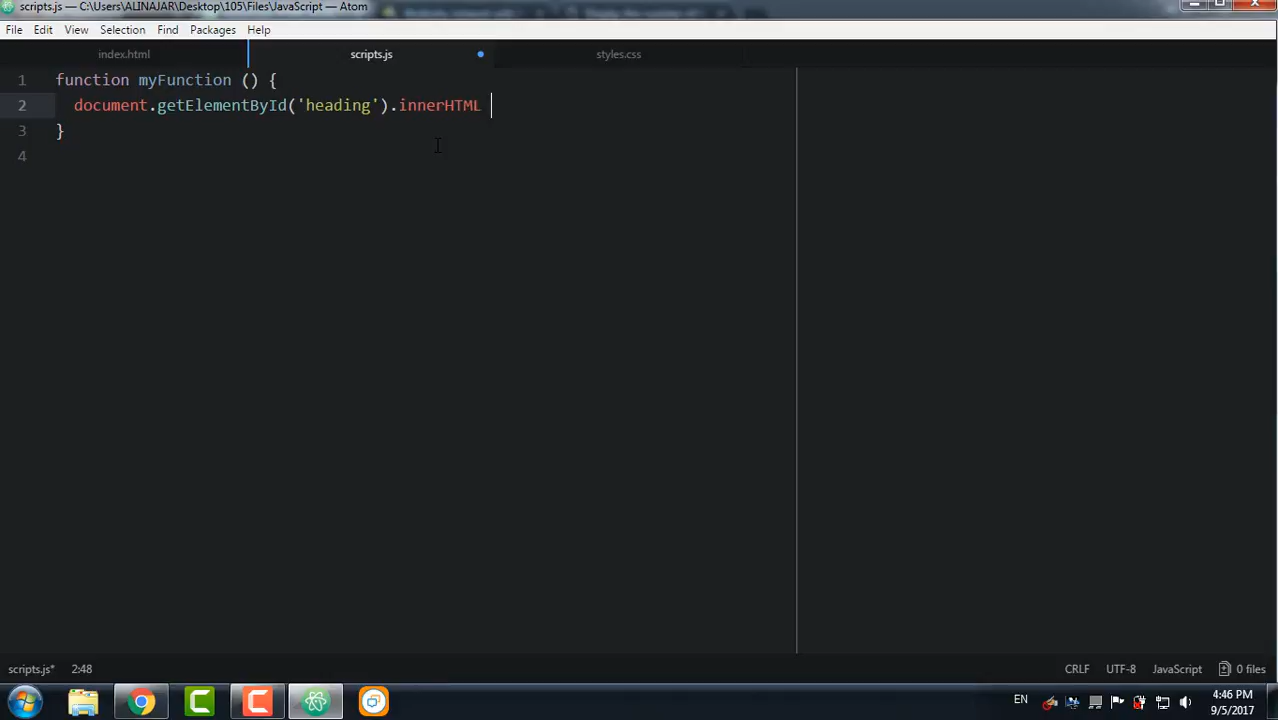 scripts.js — C:\Users\ALINAJAR\Desktop\105\Files\JavaScript — Atom
File Edit View Selection Find Packages Help
index.html scripts.js styles.css
1 function myFunction () {
2 document.getElementById('heading').innerHTML
3 }
4
scripts.js* 2:48 CRLF UTF-8 JavaScript 0 files
EN 4:46 PM
9/5/2017